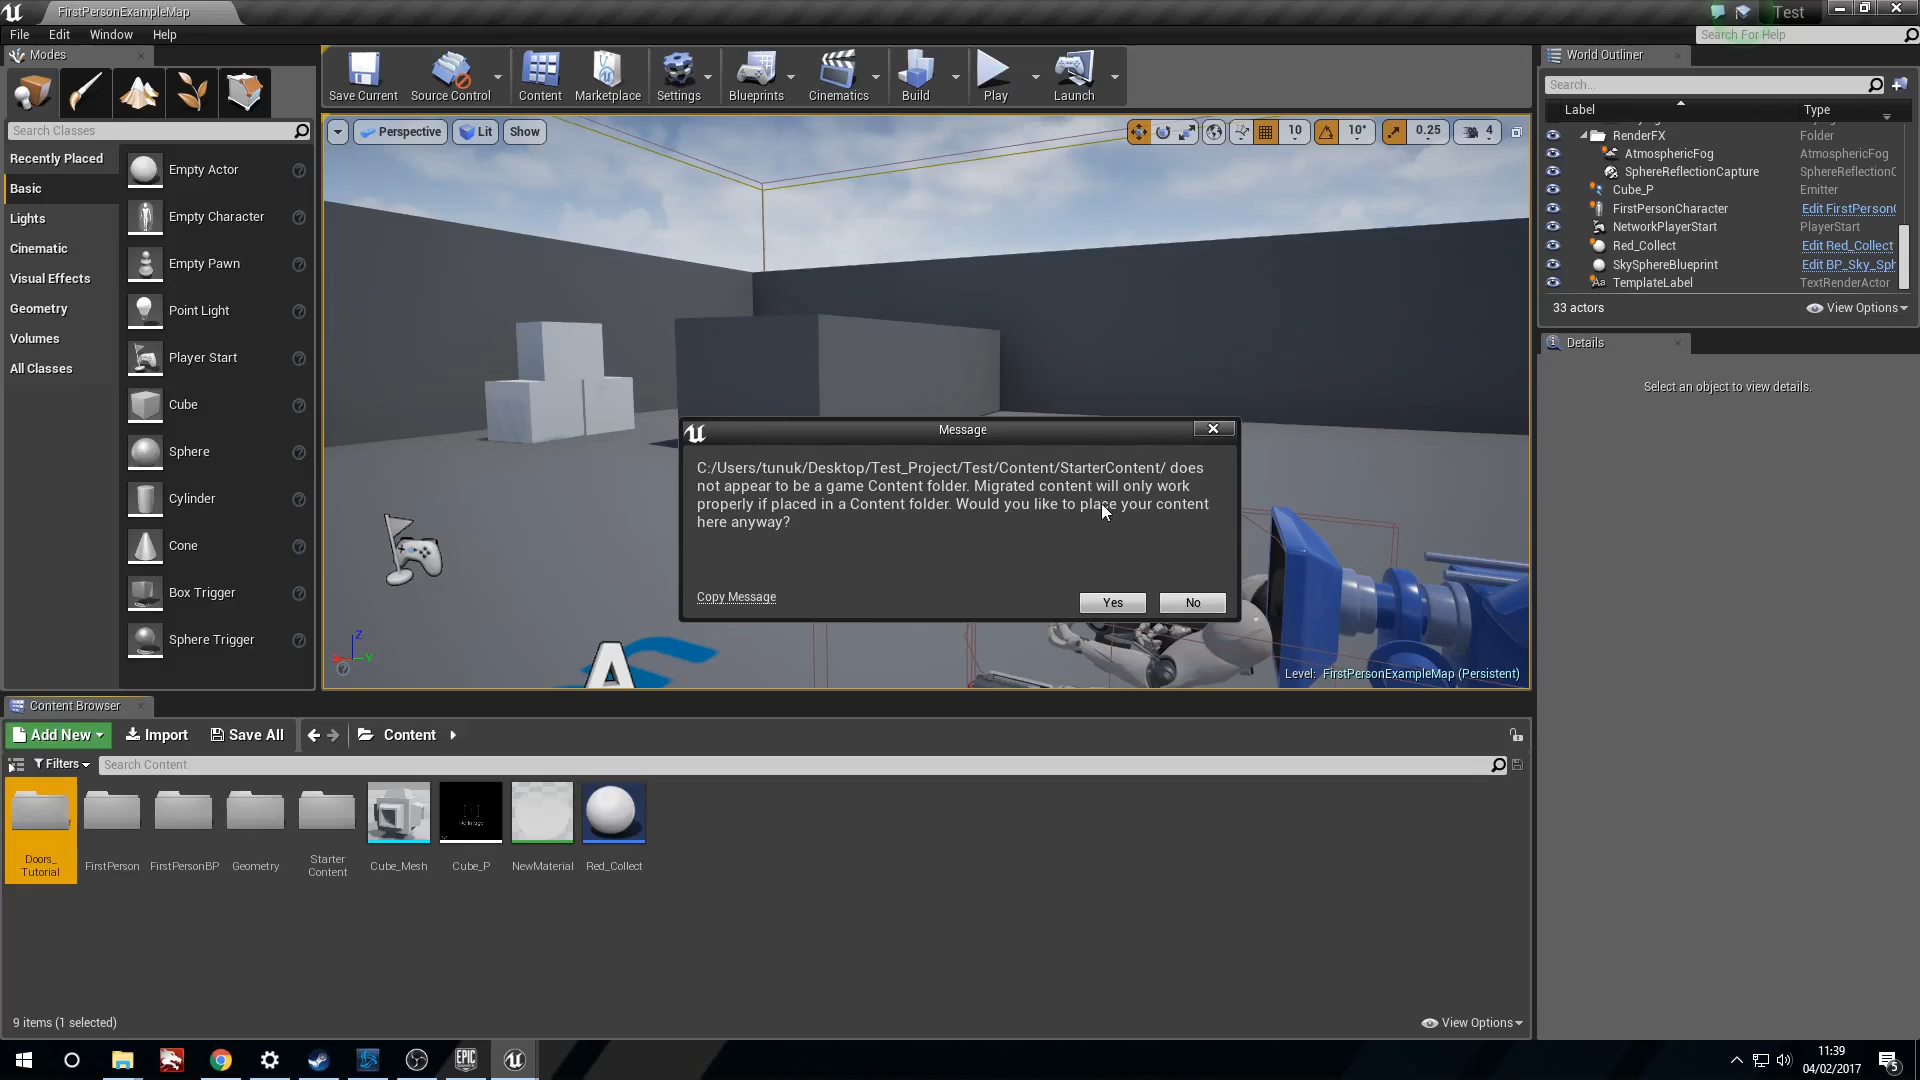 FirstPersonExampleMap
Test
File Edit Window Help
Search For Help
Modes
Save Current
Source Control
Content
Marketplace
Settings
Blueprints
Cinematics
Build
Play
Launch
World Outliner
Search...
Search Classes
Perspective
Lit
Show
10
10°
0.25
4
Label Type
RenderFX Folder
AtmosphericFog AtmosphericFog
SphereReflectionCapture SphereReflectionC
Cube_P Emitter
FirstPersonCharacter Edit FirstPerson(
NetworkPlayerStart PlayerStart
Red_Collect Edit Red_Collect
SkySphereBlueprint Edit BP_Sky_Sph
TemplateLabel TextRenderActor
33 actors
View Options
Details
Select an object to view details.
Recently Placed
Basic
Lights
Cinematic
Visual Effects
Geometry
Volumes
All Classes
Empty Actor
Empty Character
Empty Pawn
Point Light
Player Start
Cube
Sphere
Cylinder
Cone
Box Trigger
Sphere Trigger
Message
C:/Users/tunuk/Desktop/Test_Project/Test/Content/StarterContent/ does
not appear to be a game Content folder. Migrated content will only work
properly if placed in a Content folder. Would you like to place your content
here anyway?
Copy Message
Yes
No
Z
Y
Level: FirstPersonExampleMap (Persistent)
Content Browser
Add New
Import
Save All
Content
Filters
Search Content
Doors_
Tutorial
FirstPerson
FirstPersonBP
Geometry
Starter
Content
Cube_Mesh
Cube_P
NewMaterial
Red_Collect
9 items (1 selected)
View Options
EPIC
11:39
04/02/2017
5